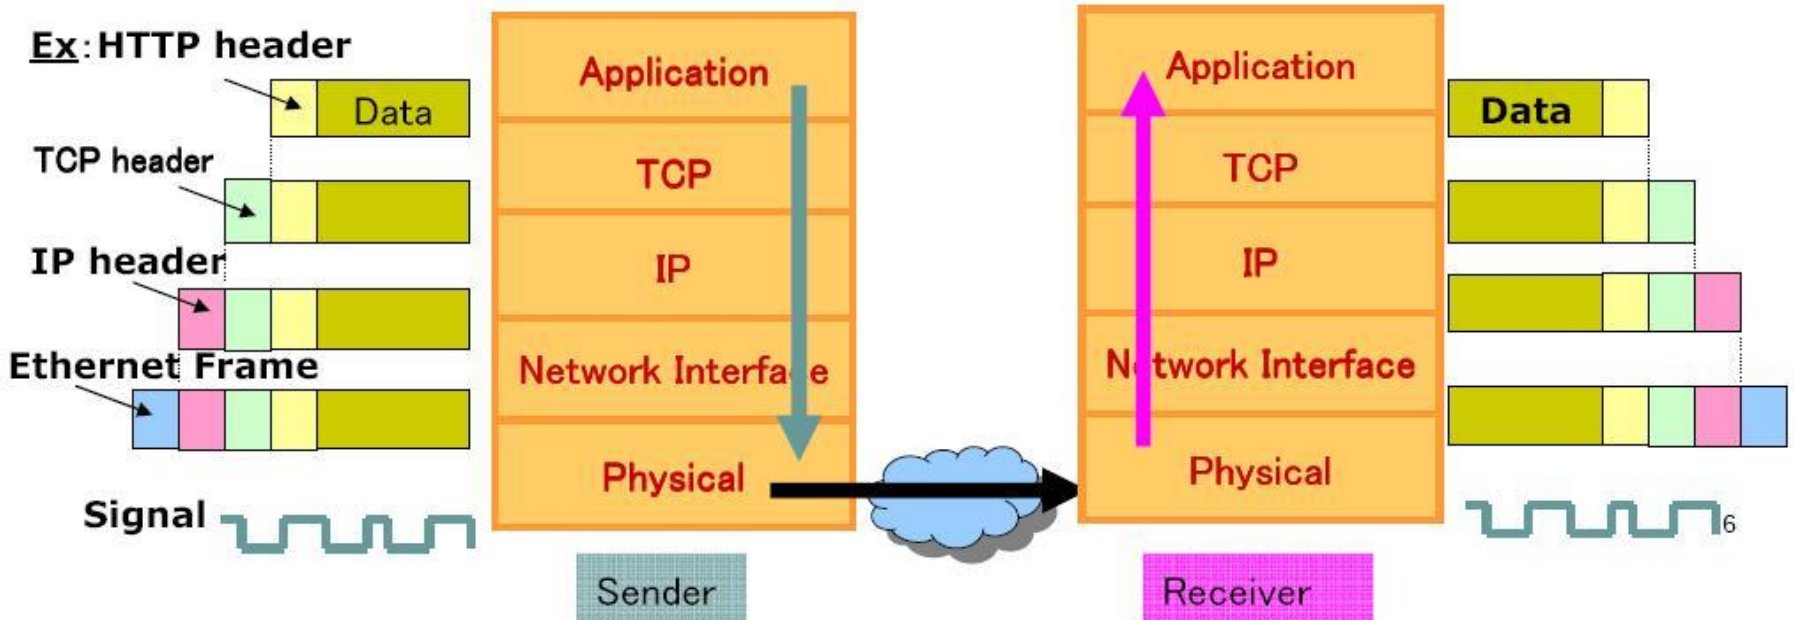 Ex:HTTP header
Data
TCP header
IP header
Ethernet Frame
Signal
Application
TCP
IP
Network Interface
Physical
Sender
Application
TCP
IP
Network Interface
Physical
Receiver
Data
6